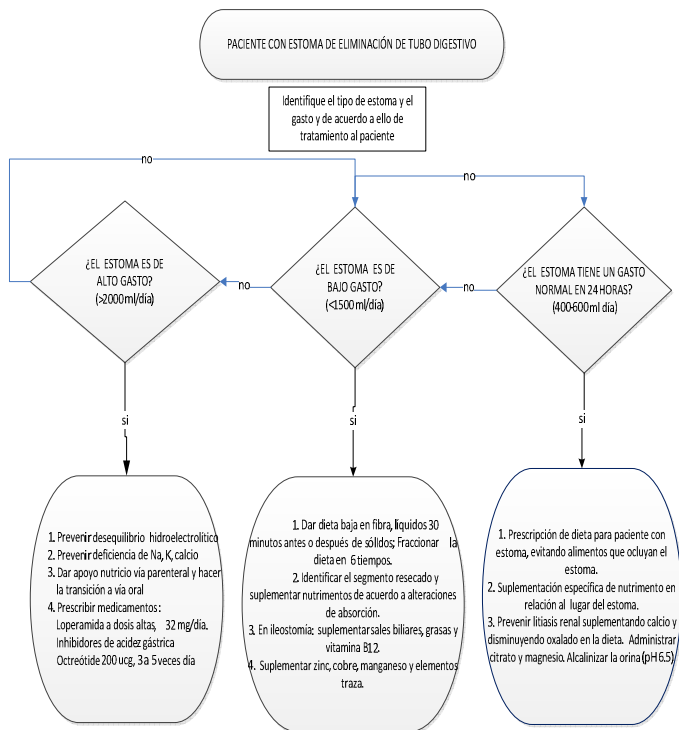 PACIENTE CON ESTOMA DE ELIMINACIÓN DE TUBO DIGESTIVO
Identifique el tipo de estoma y el
gasto y de acuerdo a ello de
tratamiento al paciente
no
no
¿EL ESTOMA ES DE
ALTO GASTO?
(>2000ml/día)
no
¿EL ESTOMA ES DE
BAJO GASTO?
(<1500ml/día)
no
¿EL ESTOMA TIENE UN GASTO
NORMAL EN 24 HORAS?
(400-600ml día)
si
si
si
1. Prevenir desequilibrio hidroelectrolítico
2. Prevenir deficiencia de Na, K, calcio
3. Dar apoyo nutricio vía parenteral y hacer
la transición a vía oral
4. Prescribir medicamentos:
Loperamida a dosis altas, 32 mg/día.
Inhibidores de acidez gástrica
Octreótide 200 ucg, 3 a 5 veces día
1. Dar dieta baja en fibra, líquidos 30
minutos antes o después de sólidos; Fraccionar la
dieta en 6 tiempos.
2. Identificar el segmento resecado y
suplementar nutrimentos de acuerdo a alteraciones
de absorción.
3. En ileostomía: suplementar sales biliares, grasas y
vitamina B12.
4. Suplementar zinc, cobre, manganeso y elementos
traza.
1. Prescripción de dieta para paciente con
estoma, evitando alimentos que ocluyan el
estoma.
2. Suplementación especifica de nutrimento en
relación al lugar del estoma.
3. Prevenir litiasis renal suplementando calcio y
disminuyendo oxalado en la dieta. Administrar
citrato y magnesio. Alcalinizar la orina (pH 6.5)